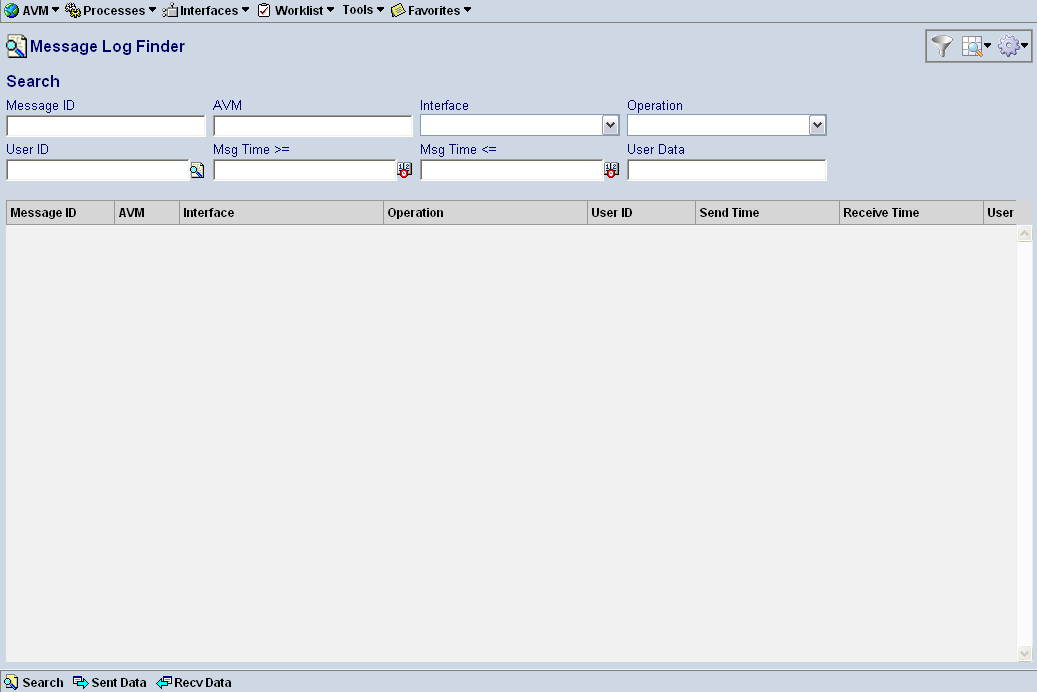 AVM Processes Interfaces Worklist Tools Favorites
Message Log Finder
Search
Message ID AVM Interface Operation
User ID Msg Time >= Msg Time <= User Data
Message ID AVM Interface Operation User ID Send Time Receive Time User
Search Sent Data Recv Data